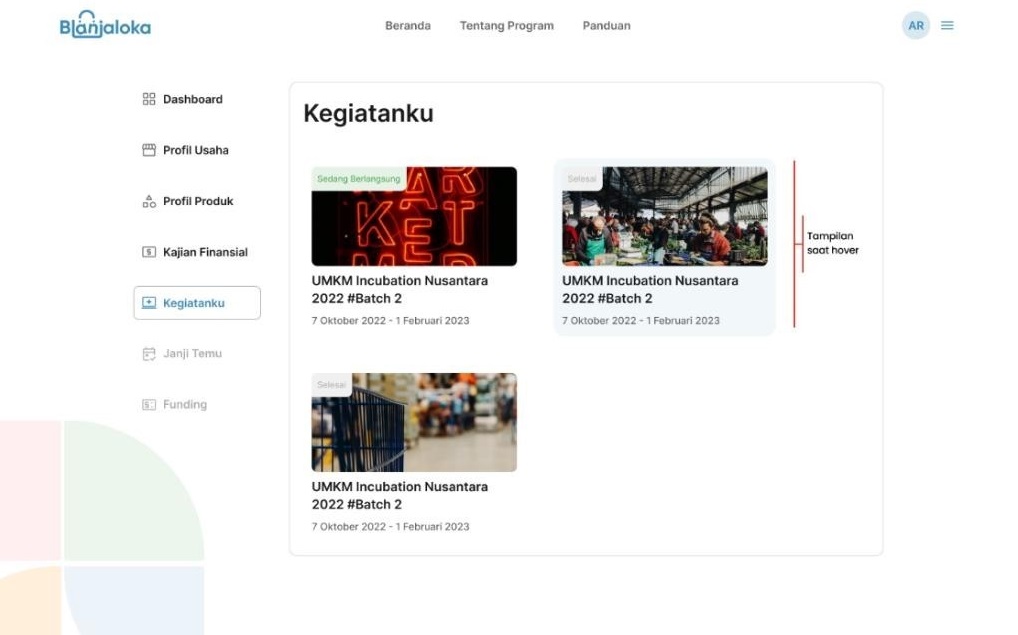 Blanjaloka
Beranda
Tentang Program
Panduan
AR
Dashboard
Profil Usaha
Profil Produk
Kajian Finansial
Kegiatanku
Janji Temu
Funding
Kegiatanku
Sedang Berlangsung
MARKET
UMKM Incubation Nusantara
2022 #Batch 2
7 Oktober 2022 - 1 Februari 2023
Selesai
UMKM Incubation Nusantara
2022 #Batch 2
7 Oktober 2022 - 1 Februari 2023
Tampilan
saat hover
Selesai
UMKM Incubation Nusantara
2022 #Batch 2
7 Oktober 2022 - 1 Februari 2023